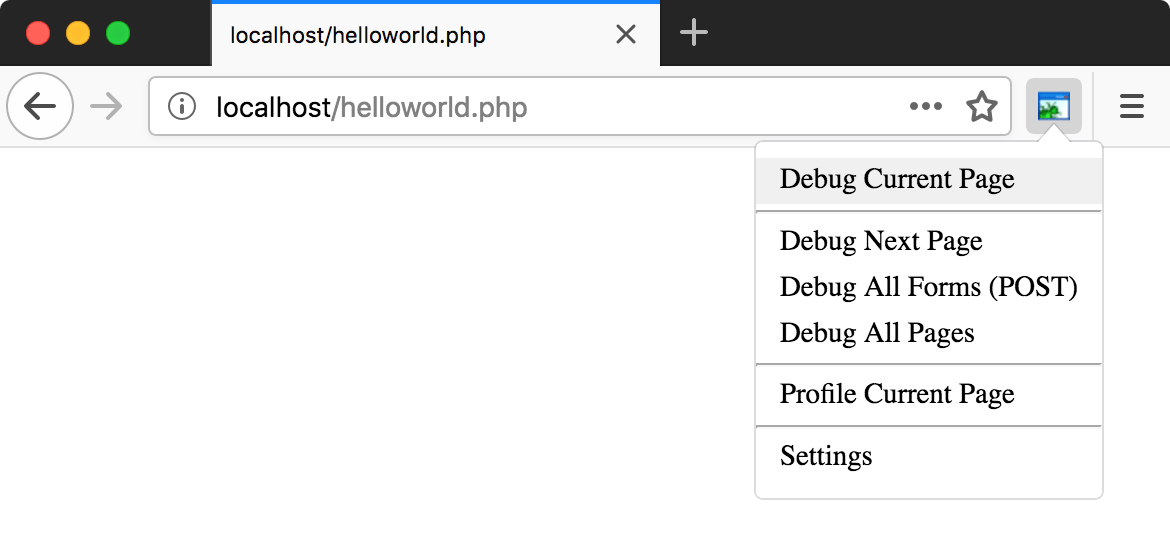 localhost/helloworld.php
localhost/helloworld.php
Debug Current Page
Debug Next Page
Debug All Forms (POST)
Debug All Pages
Profile Current Page
Settings